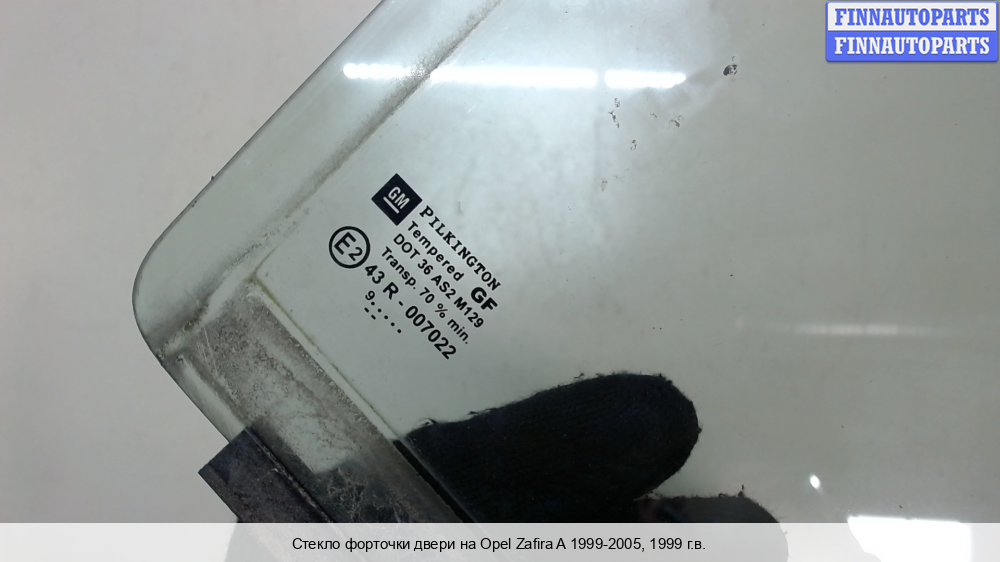 FINNAUTOPARTS
FINNAUTOPARTS
GM
PILKINGTON
Tempered GF
DOT 36 AS2 M129
Transp. 70 % min.
E2 43 R - 007022
9.....
--
Стекло форточки двери на Opel Zafira A 1999-2005, 1999 г.в.